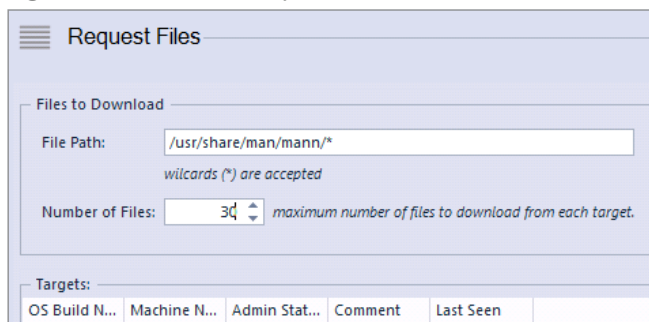 Request Files
Files to Download
File Path: /usr/share/man/mann/*
wilcards (*) are accepted
Number of Files: 30 maximum number of files to download from each target.
Targets:
OS Build N... Machine N... Admin Stat... Comment Last Seen